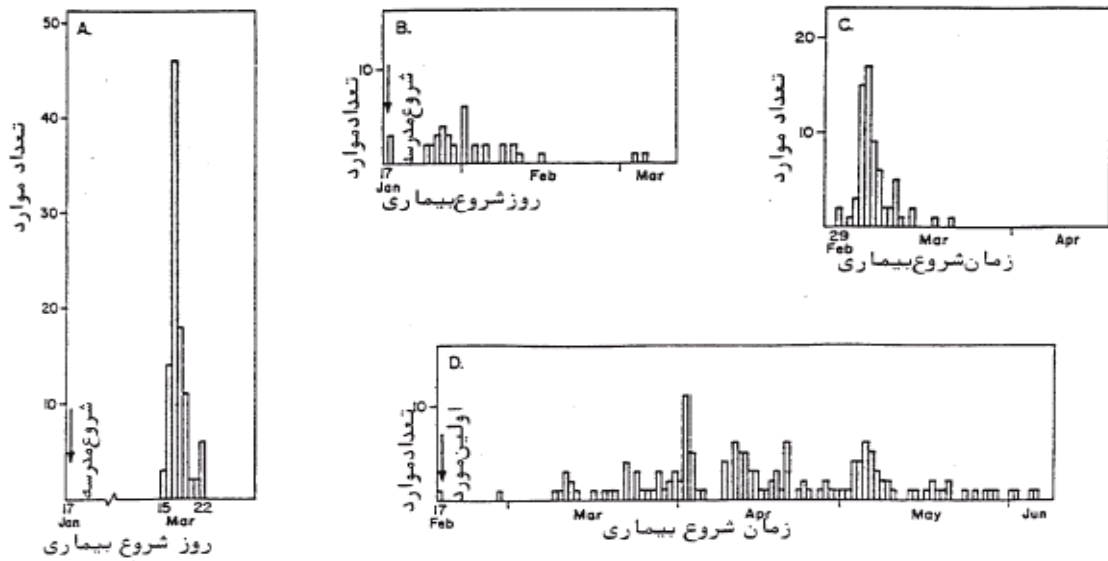 A.
50
40
30
20
10
تعداد موارد
شروع مدرسه
17
Jan
15 22
Mar
روز شروع بیماری
B.
10
تعداد موارد
شروع مدرسه
17
Jan
Feb
Mar
روز شروع بیماری
C.
20
10
تعداد موارد
29
Feb
Mar
Apr
زمان شروع بیماری
D.
10
تعداد موارد
اولین مورد
17
Feb
Mar
Apr
May
Jun
زمان شروع بیماری